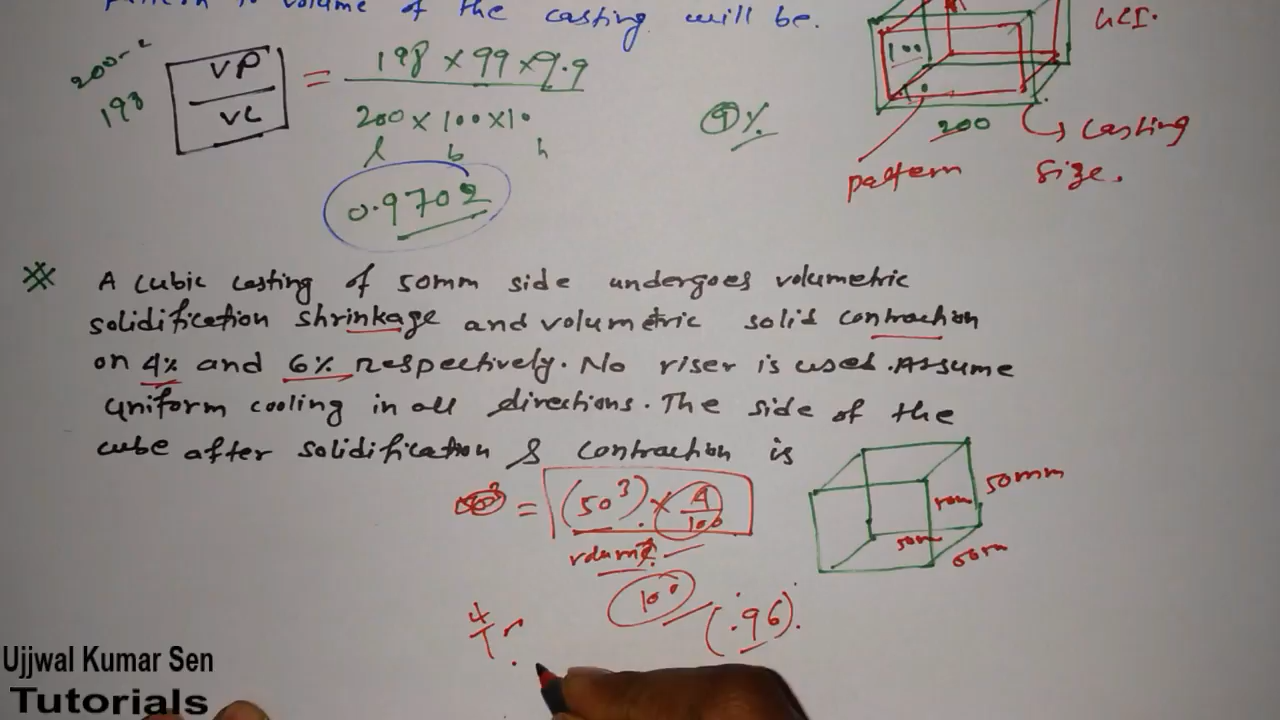 volume of the casting will be.
200-2
198
VP
VC
=
198 × 99 × 9.9
200 × 100 × 10
l b h
0.9702
9%
100
200
casting
size.
pattern
A cubic casting of 50mm side undergoes volumetric
solidification shrinkage and volumetric solid contraction
on 4% and 6% respectively. No riser is used. Assume
uniform cooling in all directions. The side of the
cube after solidification & contraction is
= (50³) × 4/100
volume
100 (.96).
50mm
Ujjwal Kumar Sen
Tutorials